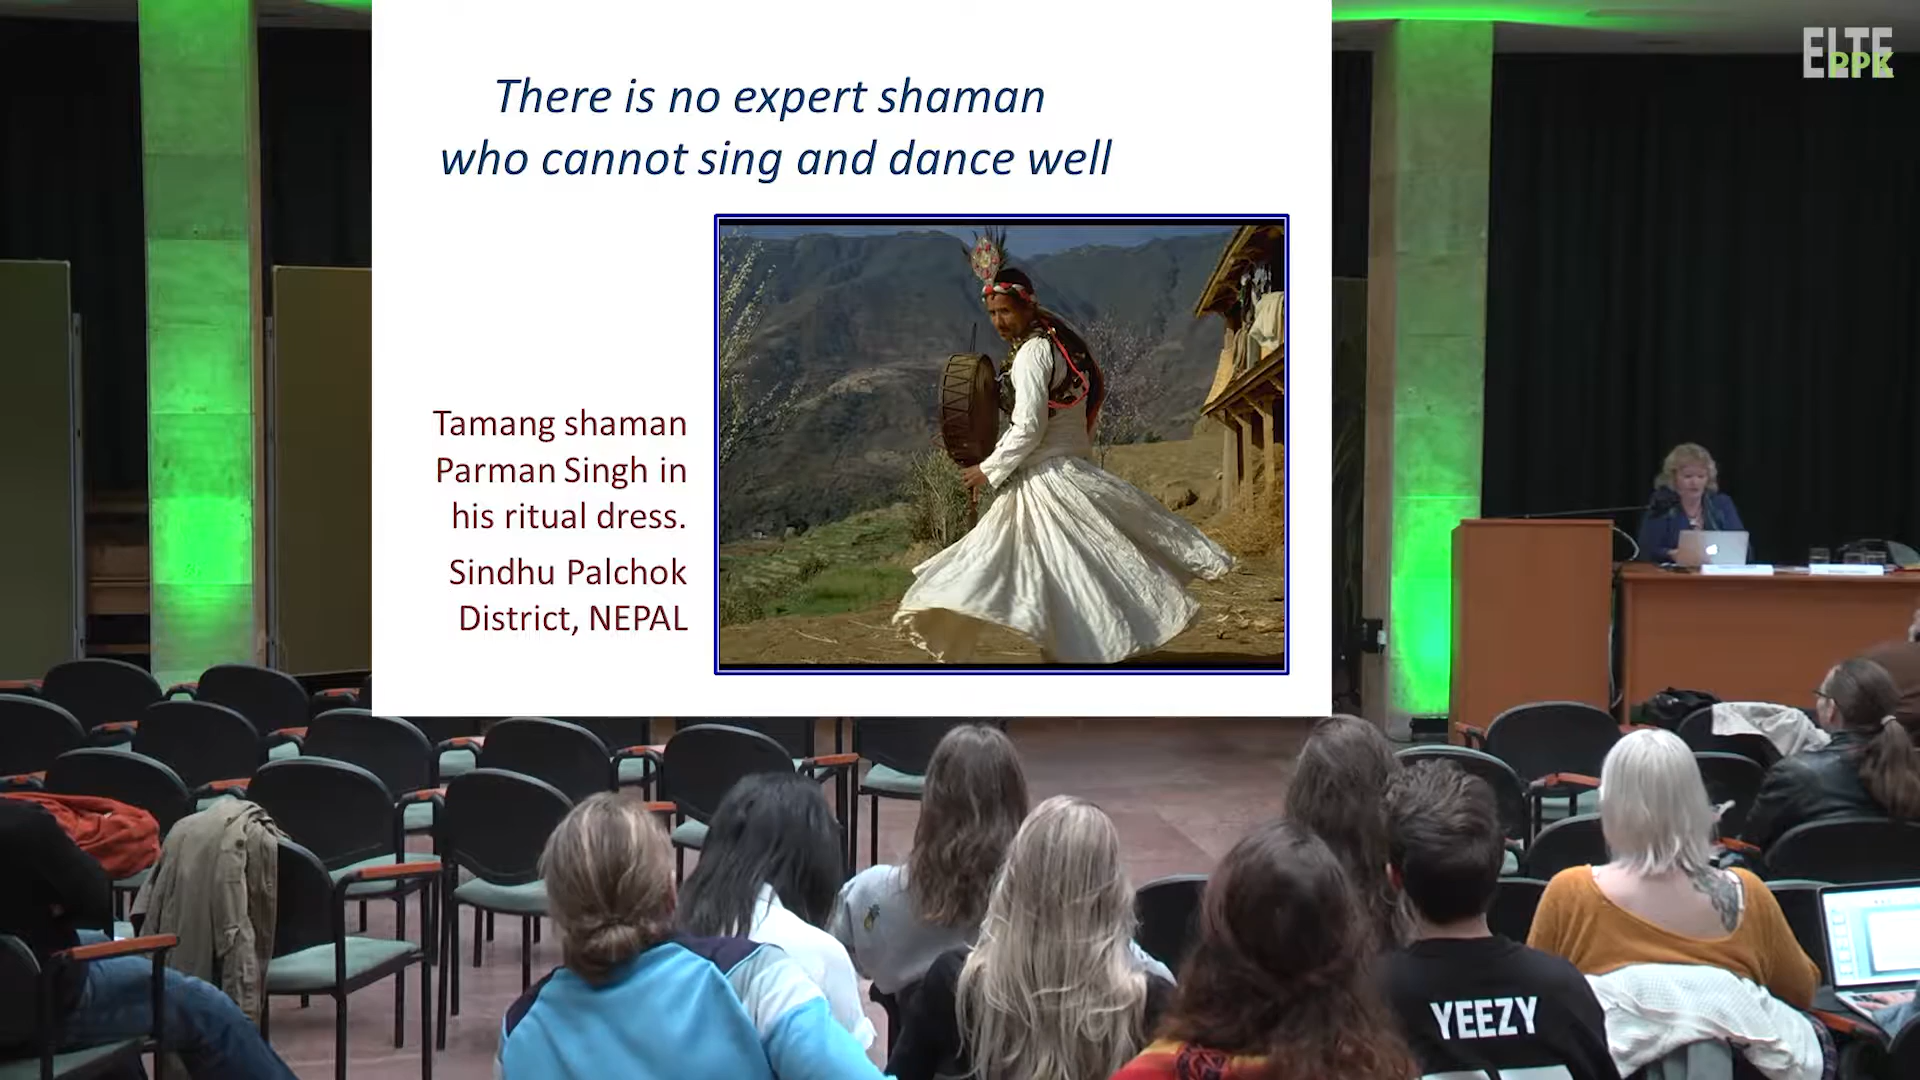 There is no expert shaman
who cannot sing and dance well
Tamang shaman
Parman Singh in
his ritual dress.
Sindhu Palchok
District, NEPAL
ELTE
PPK
YEEZY